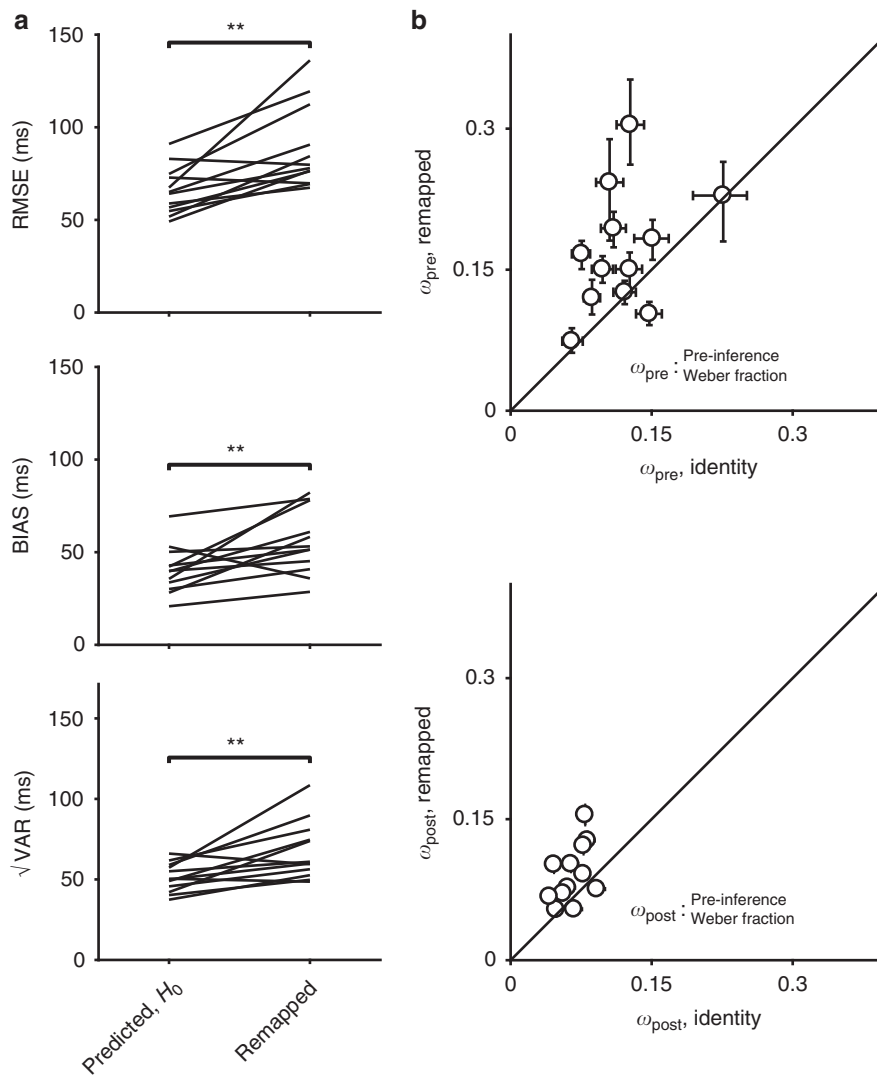 a
150
**
100
RMSE (ms)
50
0
150
**
100
BIAS (ms)
50
0
150
**
100
√VAR (ms)
50
0
Predicted, H₀
Remapped
b
0.3
ωpre, remapped
0.15
0
ωpre : Pre-inference
Weber fraction
0
0.15
0.3
ωpre, identity
0.3
ωpost, remapped
0.15
0
ωpost : Pre-inference
Weber fraction
0
0.15
0.3
ωpost, identity